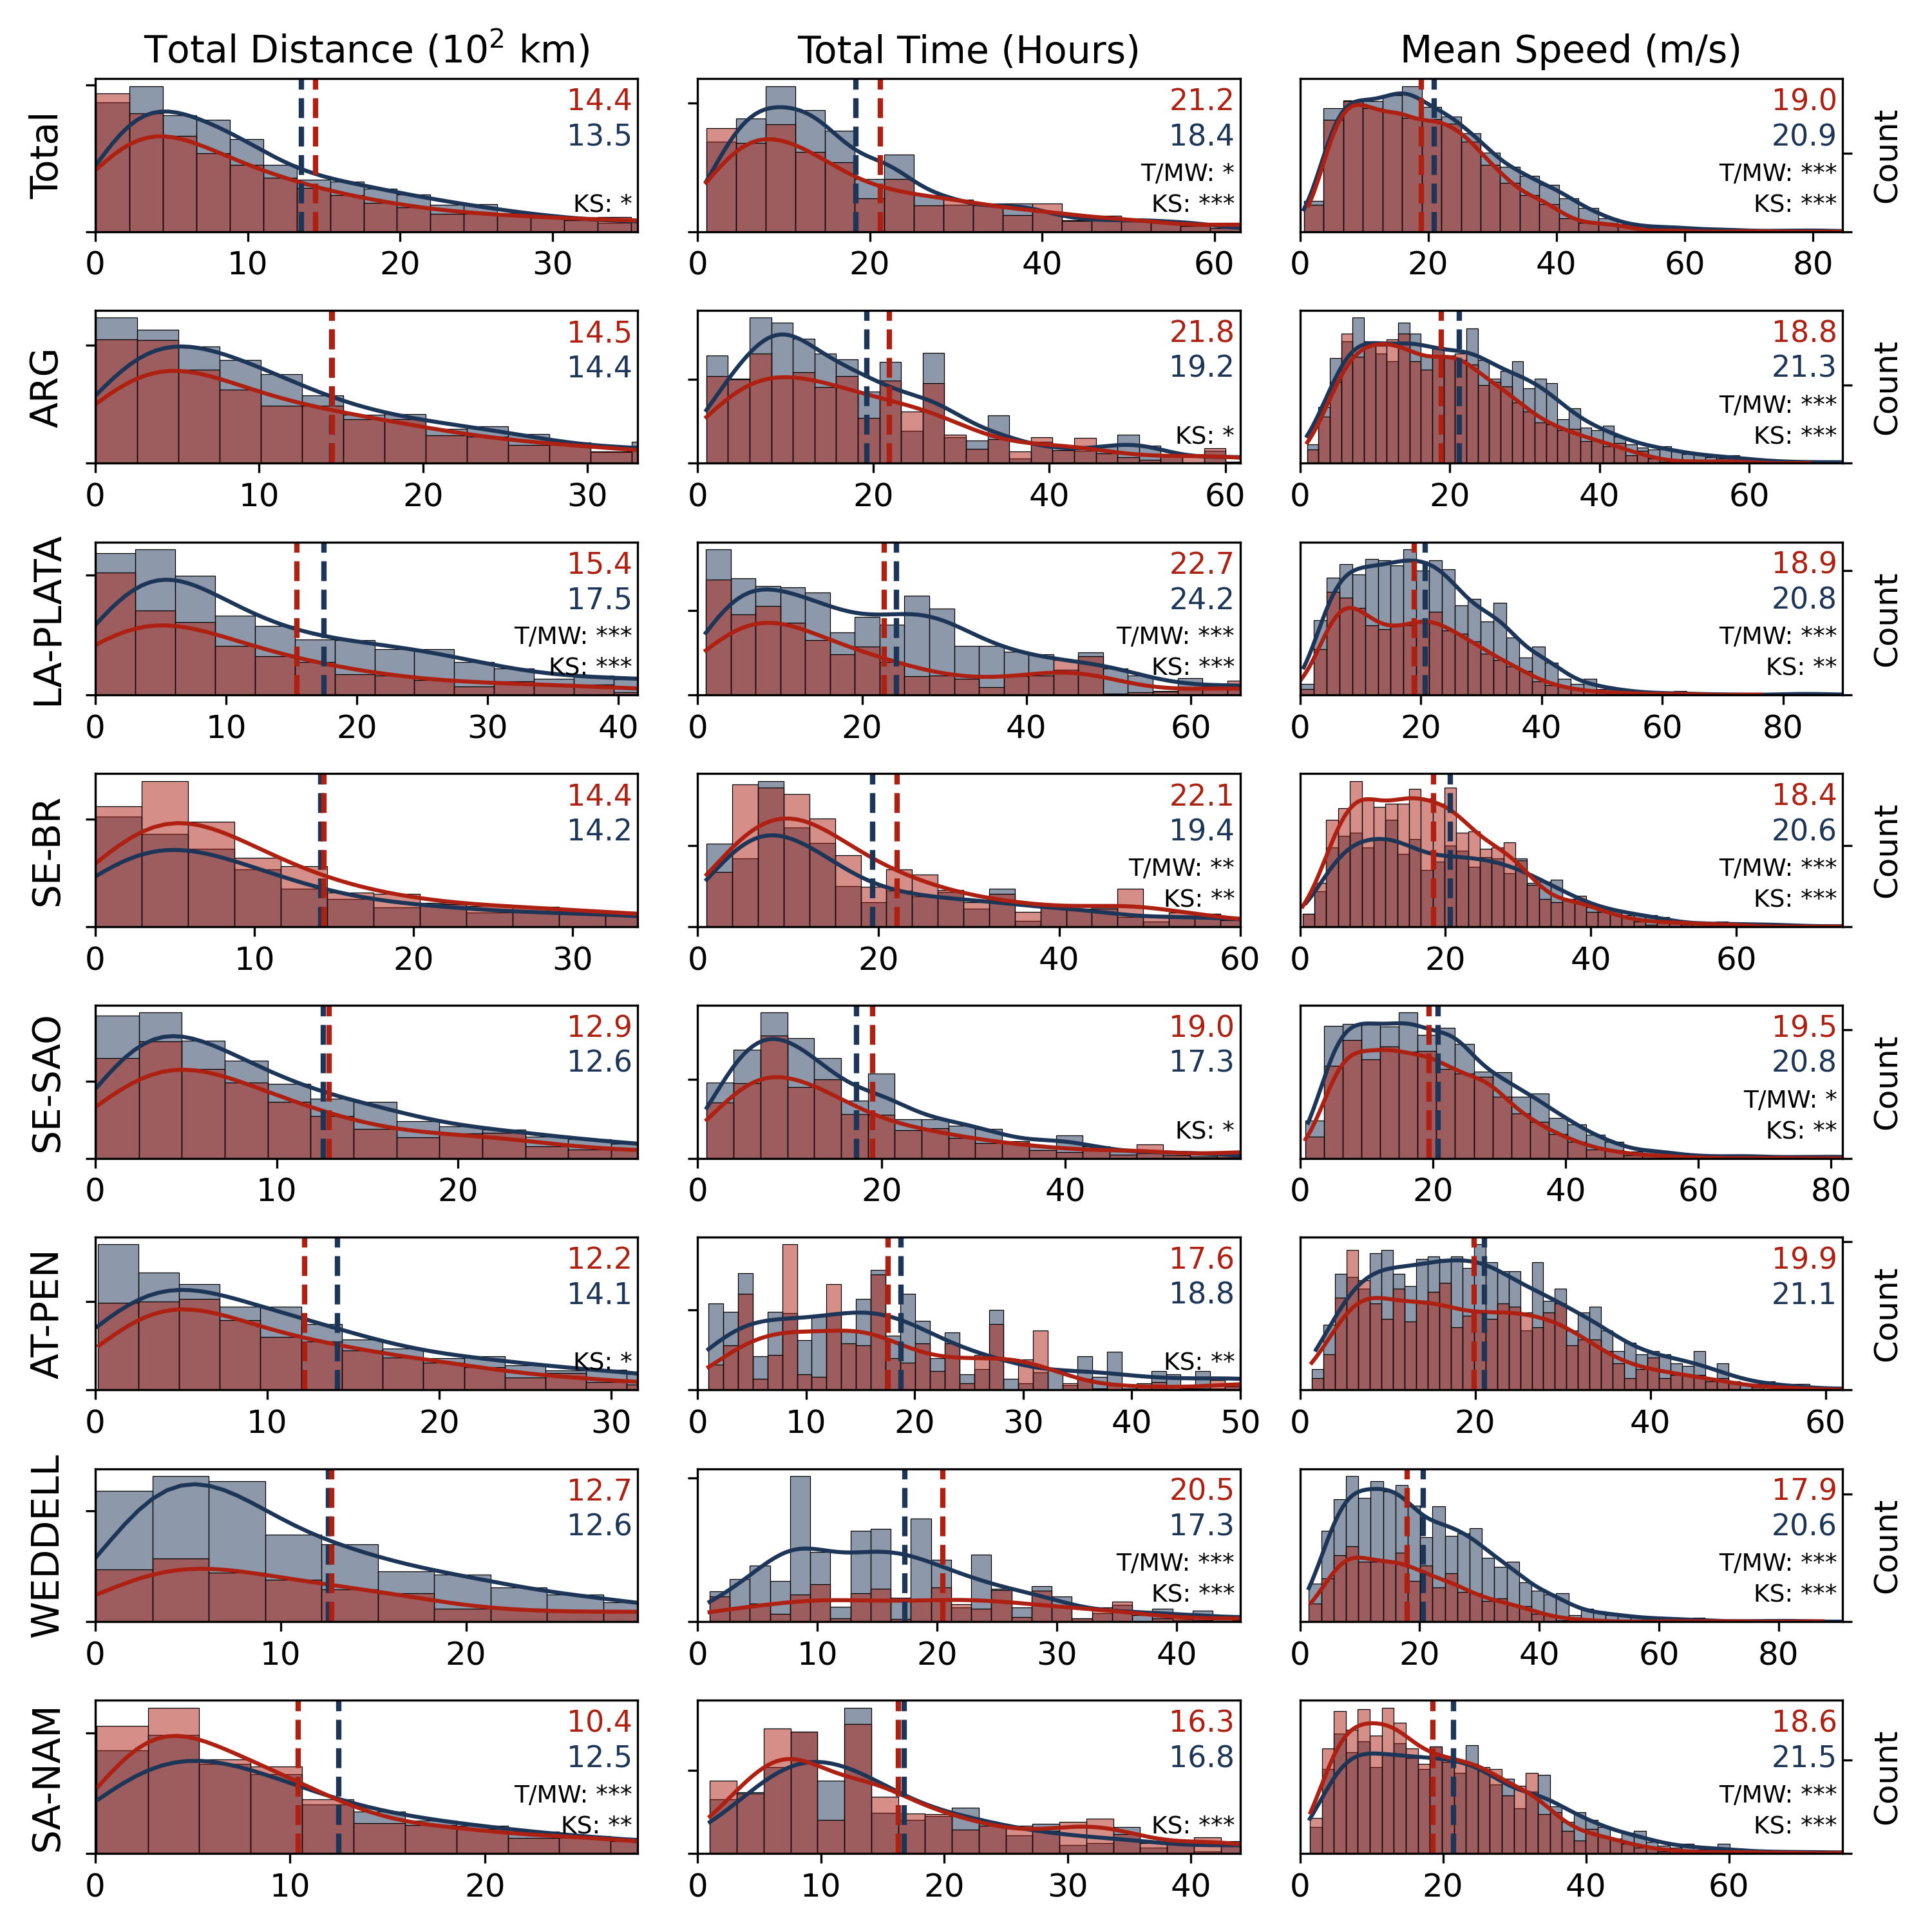 Total Distance (10² km)
Total Time (Hours)
Mean Speed (m/s)
Total
14.4
13.5
KS: *
0 10 20 30
21.2
18.4
T/MW: *
KS: ***
0 20 40 60
19.0
20.9
T/MW: ***
KS: ***
0 20 40 60 80
Count
ARG
14.5
14.4
0 10 20 30
21.8
19.2
KS: *
0 20 40 60
18.8
21.3
T/MW: ***
KS: ***
0 20 40 60
Count
LA-PLATA
15.4
17.5
T/MW: ***
KS: ***
0 10 20 30 40
22.7
24.2
T/MW: ***
KS: ***
0 20 40 60
18.9
20.8
T/MW: ***
KS: **
0 20 40 60 80
Count
SE-BR
14.4
14.2
0 10 20 30
22.1
19.4
T/MW: **
KS: **
0 20 40 60
18.4
20.6
T/MW: ***
KS: ***
0 20 40 60
Count
SE-SAO
12.9
12.6
0 10 20
19.0
17.3
KS: *
0 20 40
19.5
20.8
T/MW: *
KS: **
0 20 40 60 80
Count
AT-PEN
12.2
14.1
KS: *
0 10 20 30
17.6
18.8
KS: **
0 10 20 30 40 50
19.9
21.1
0 20 40 60
Count
WEDDELL
12.7
12.6
0 10 20
20.5
17.3
T/MW: ***
KS: ***
0 10 20 30 40
17.9
20.6
T/MW: ***
KS: ***
0 20 40 60 80
Count
SA-NAM
10.4
12.5
T/MW: ***
KS: **
0 10 20
16.3
16.8
KS: ***
0 10 20 30 40
18.6
21.5
T/MW: ***
KS: ***
0 20 40 60
Count